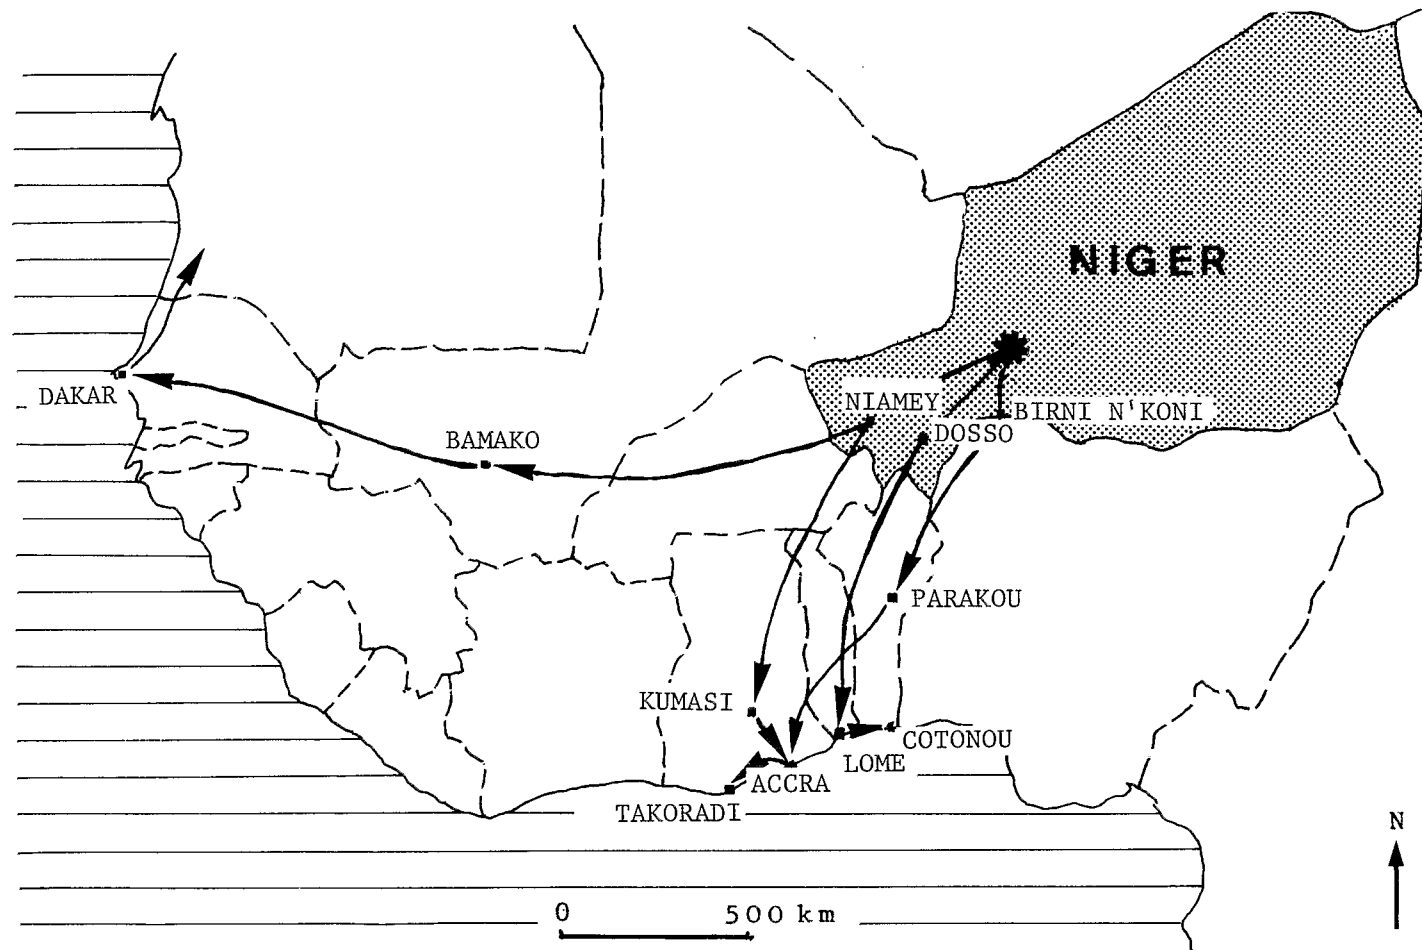 NIGER
NIAMEY
BIRNI N'KONI
DAKAR
BAMAKO
DOSSO
PARAKOU
KUMASI
COTONOU
LOME
ACCRA
TAKORADI
N
0 500 km